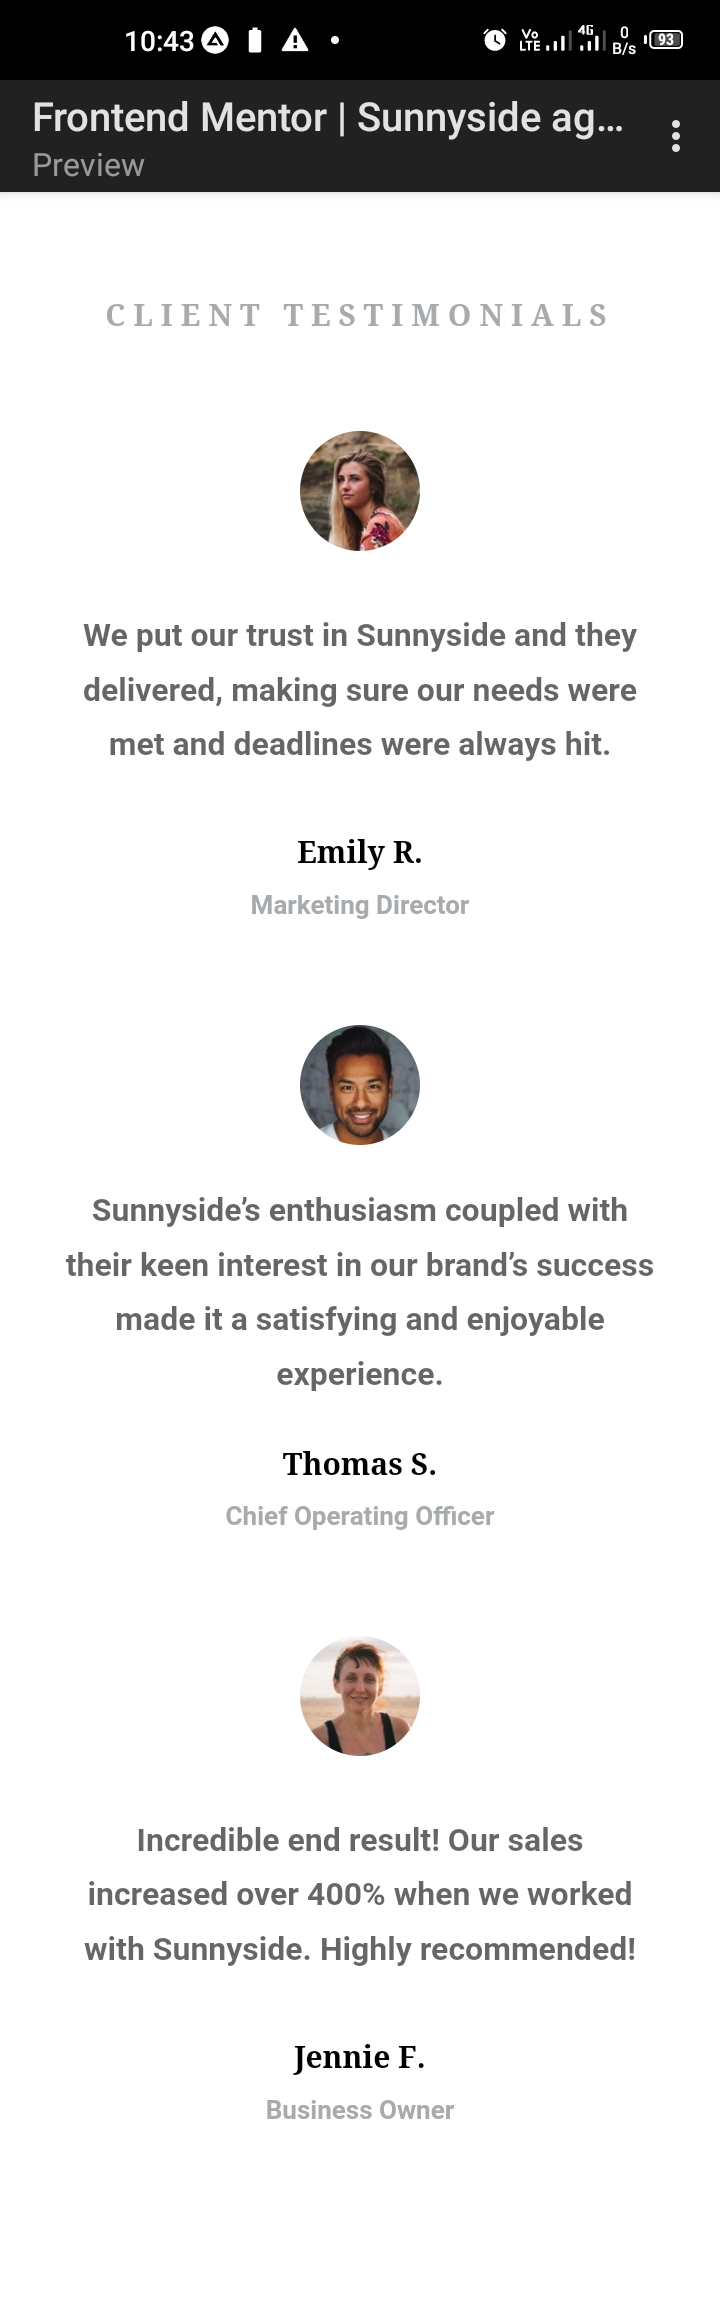 10:43
Vo LTE 4G 0 B/s 93
Frontend Mentor | Sunnyside ag...
Preview
CLIENT TESTIMONIALS
We put our trust in Sunnyside and they
delivered, making sure our needs were
met and deadlines were always hit.
Emily R.
Marketing Director
Sunnyside’s enthusiasm coupled with
their keen interest in our brand’s success
made it a satisfying and enjoyable
experience.
Thomas S.
Chief Operating Officer
Incredible end result! Our sales
increased over 400% when we worked
with Sunnyside. Highly recommended!
Jennie F.
Business Owner